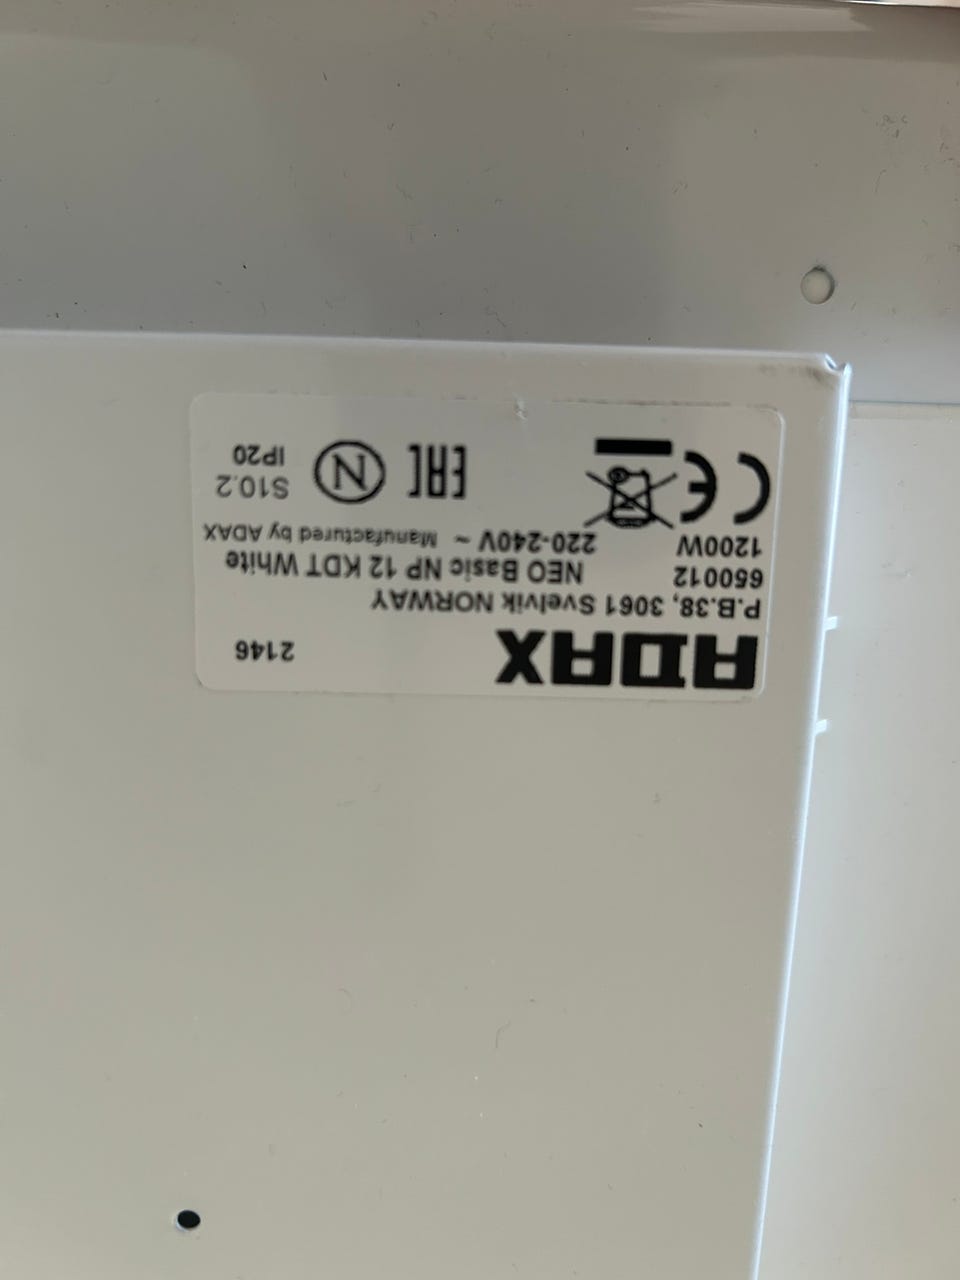 ADAX 2146
P.B.38, 3061 Svelvik NORWAY
650012 NEO Basic NP 12 KDT White
1200W 220-240V ~ Manufactured by ADAX
CE EAC N S10.2
IP20